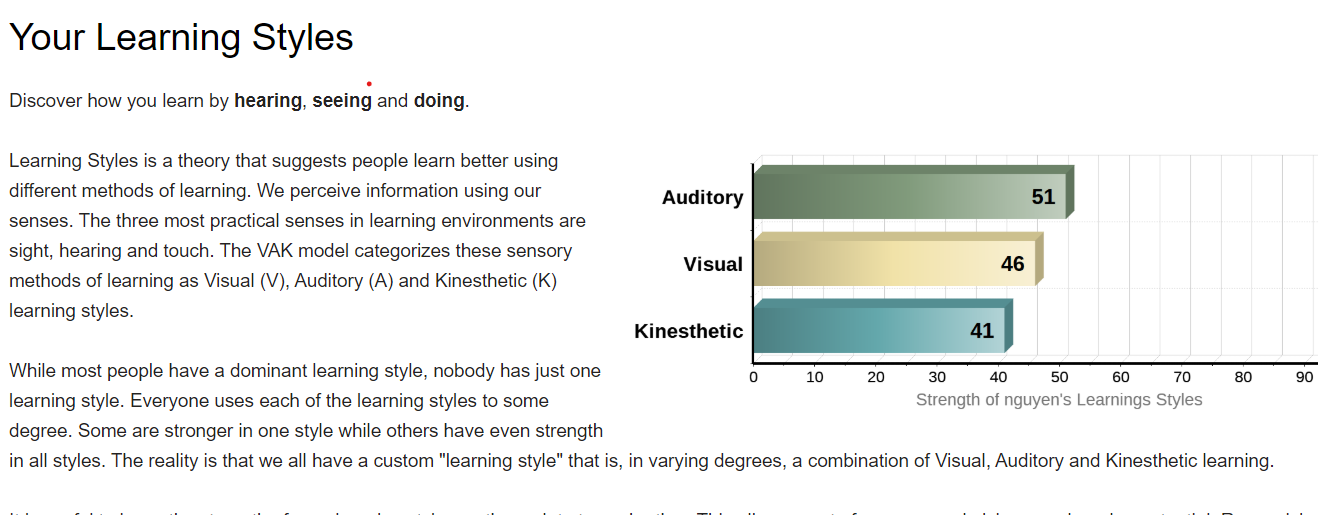 Your Learning Styles
Discover how you learn by hearing, seeing and doing.
Learning Styles is a theory that suggests people learn better using
different methods of learning. We perceive information using our
senses. The three most practical senses in learning environments are
sight, hearing and touch. The VAK model categorizes these sensory
methods of learning as Visual (V), Auditory (A) and Kinesthetic (K)
learning styles.
While most people have a dominant learning style, nobody has just one
learning style. Everyone uses each of the learning styles to some
degree. Some are stronger in one style while others have even strength
in all styles. The reality is that we all have a custom "learning style" that is, in varying degrees, a combination of Visual, Auditory and Kinesthetic learning.
Auditory 51
Visual 46
Kinesthetic 41
0 10 20 30 40 50 60 70 80 90
Strength of nguyen's Learnings Styles